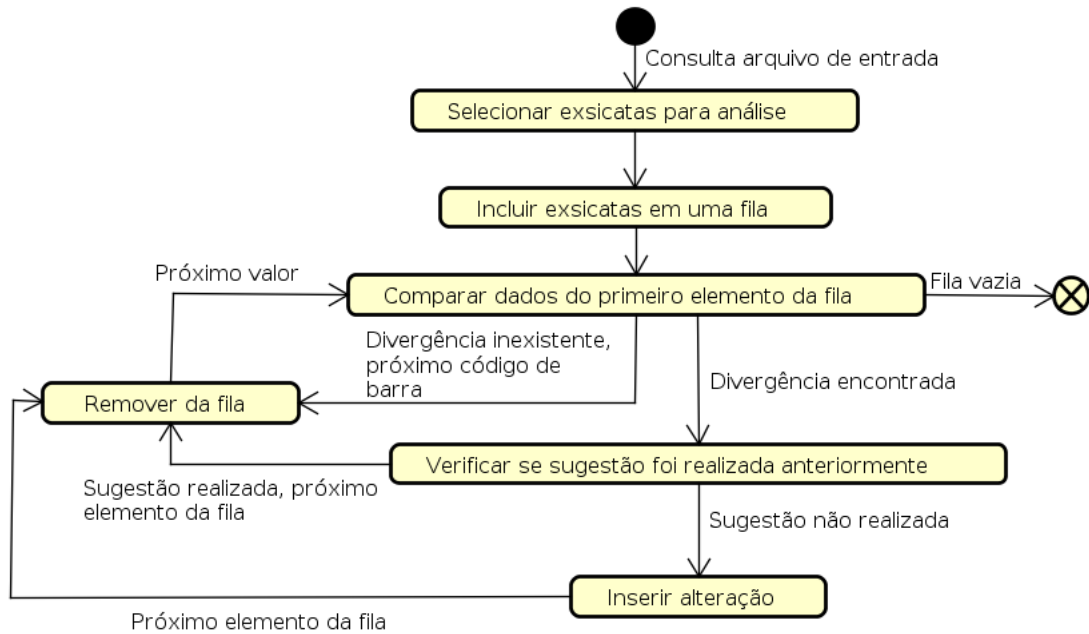 Consulta arquivo de entrada
Selecionar exsicatas para análise
Incluir exsicatas em uma fila
Próximo valor
Comparar dados do primeiro elemento da fila
Fila vazia
Divergência inexistente,
próximo código de
barra
Divergência encontrada
Remover da fila
Verificar se sugestão foi realizada anteriormente
Sugestão realizada, próximo
elemento da fila
Sugestão não realizada
Inserir alteração
Próximo elemento da fila